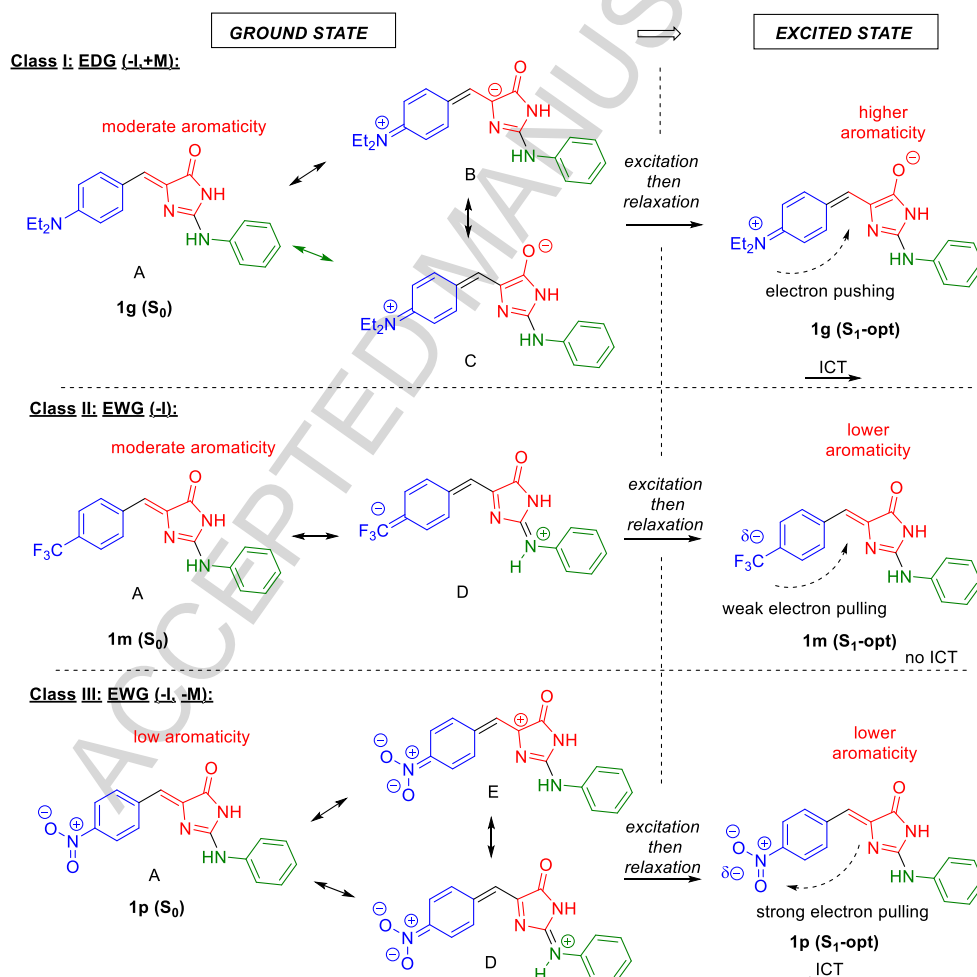 GROUND STATE
EXCITED STATE
Class I: EDG (-I,+M):
moderate aromaticity
O
NH
N
HN
Et2N
A
1g (S0)
O
⊖
NH
N
HN
⊕
Et2N
B
O ⊖
NH
N
HN
⊕
Et2N
C
excitation
then
relaxation
higher
aromaticity
O ⊖
NH
N
HN
⊕
Et2N
electron pushing
1g (S1-opt)
ICT
Class II: EWG (-I):
moderate aromaticity
O
NH
N
HN
F3C
A
1m (S0)
O
NH
N
⊖
F3C
N ⊕
H
D
excitation
then
relaxation
lower
aromaticity
O
NH
N
HN
δ⊖
F3C
weak electron pulling
1m (S1-opt)
no ICT
Class III: EWG (-I, -M):
low aromaticity
O
NH
N
HN
⊖
O
⊕
N
O
A
1p (S0)
O
⊕
NH
N
HN
⊖
O
⊕
N
O
⊖
E
O
NH
N
N ⊕
H
⊖
O
⊕
N
O
⊖
D
excitation
then
relaxation
lower
aromaticity
O
NH
N
HN
⊖
O
⊕
N
δ⊖ O
strong electron pulling
1p (S1-opt)
ICT
ACCEPTED MANUS